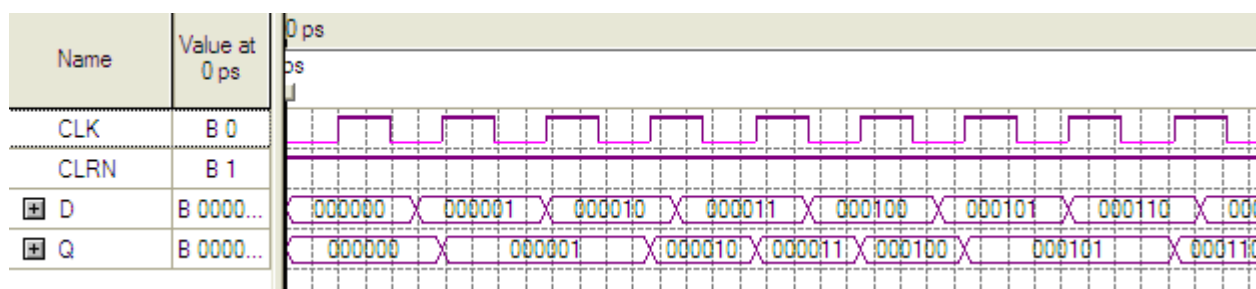 Name
Value at
0 ps
0 ps
ps
CLK B 0
CLRN B 1
D B 0000... 000000 000001 000010 000011 000100 000101 000110
Q B 0000... 000000 000001 000010 000011 000100 000101 000110